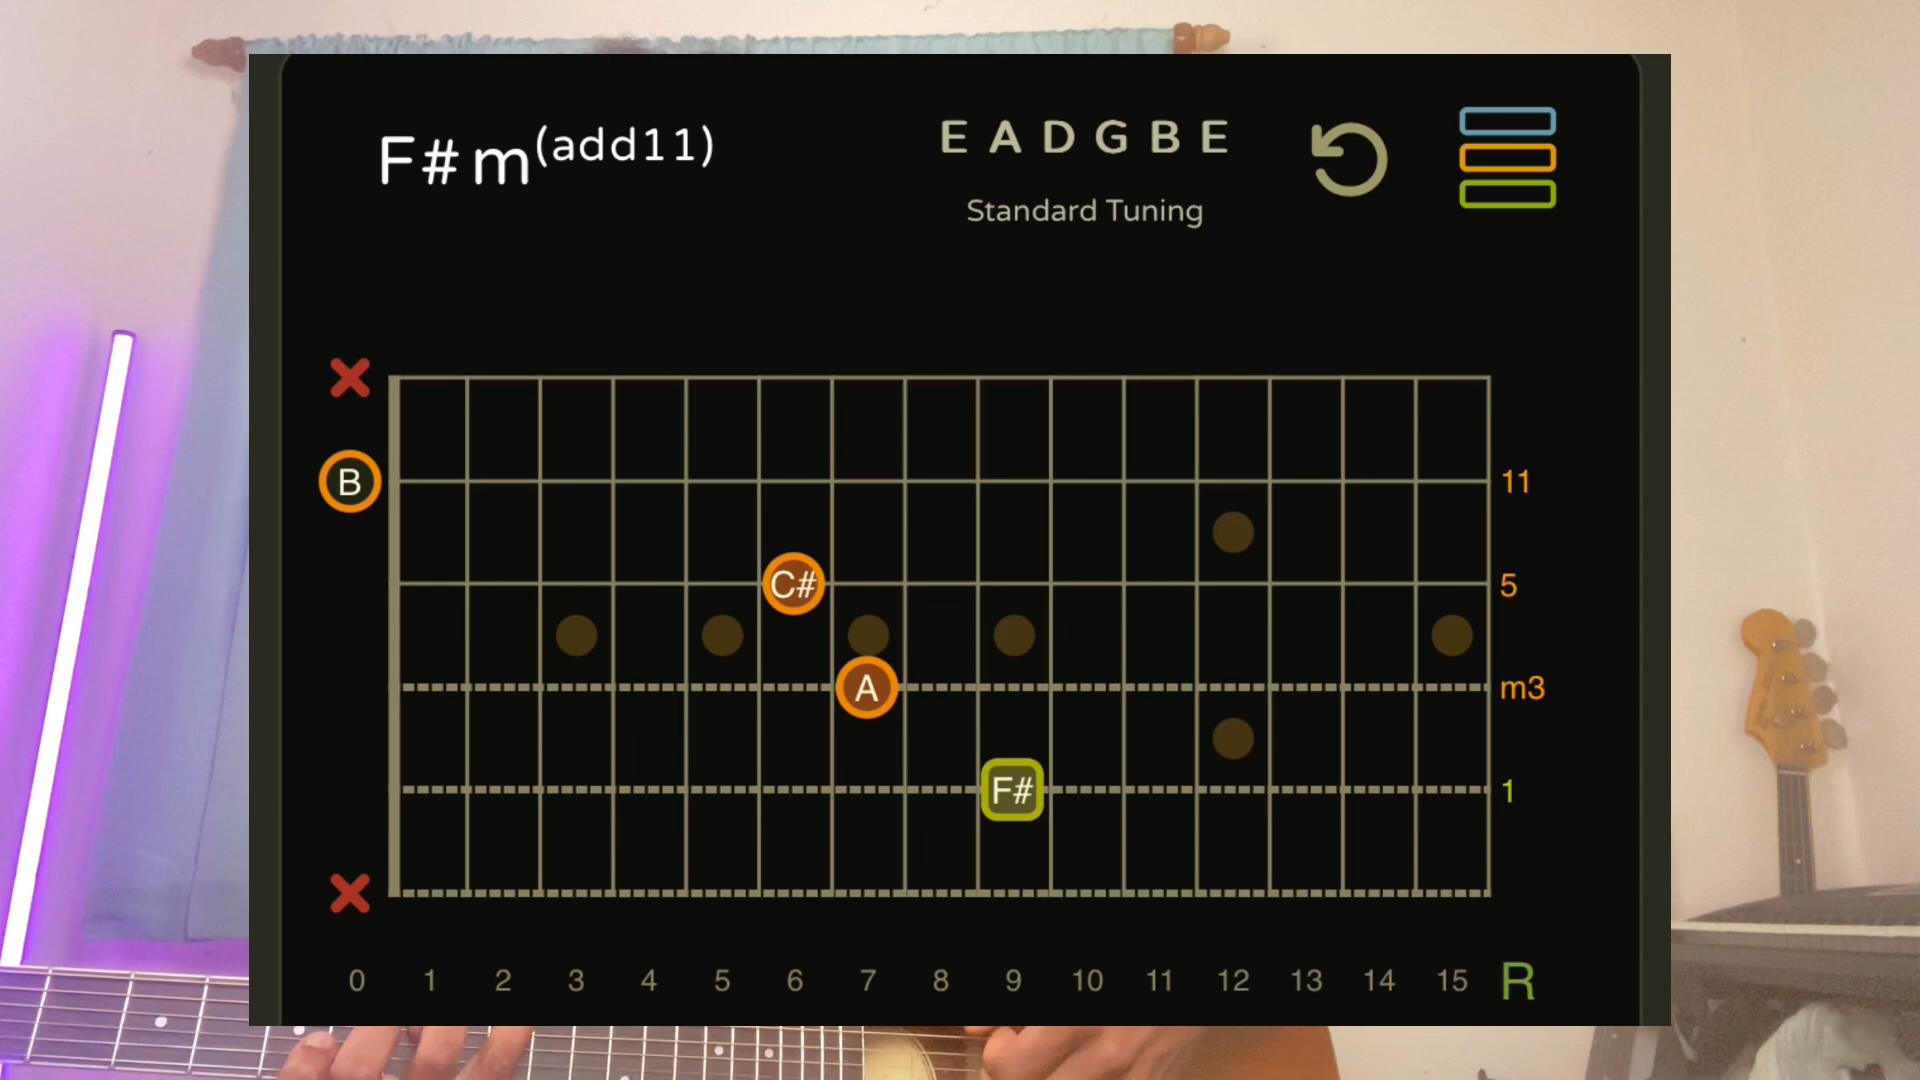 F#m(add11)
E A D G B E
Standard Tuning
B
11
C#
5
A
m3
F#
1
0 1 2 3 4 5 6 7 8 9 10 11 12 13 14 15 R